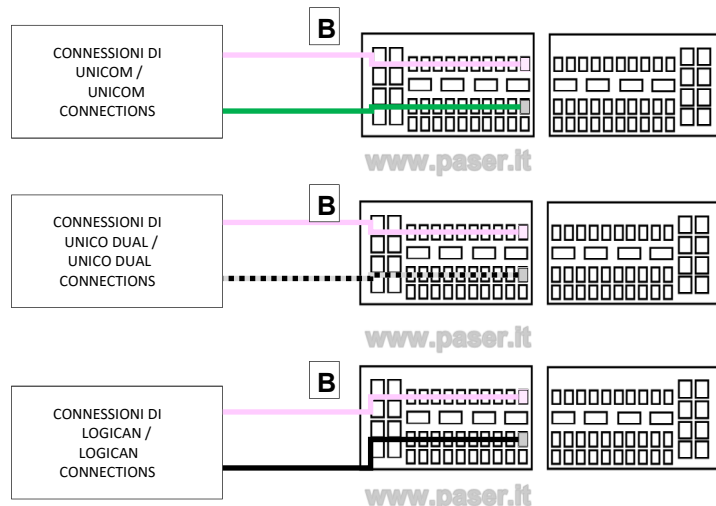 B
CONNESSIONI DI
UNICOM /
UNICOM
CONNECTIONS
www.paser.it
B
CONNESSIONI DI
UNICO DUAL /
UNICO DUAL
CONNECTIONS
www.paser.it
B
CONNESSIONI DI
LOGICAN /
LOGICAN
CONNECTIONS
www.paser.it